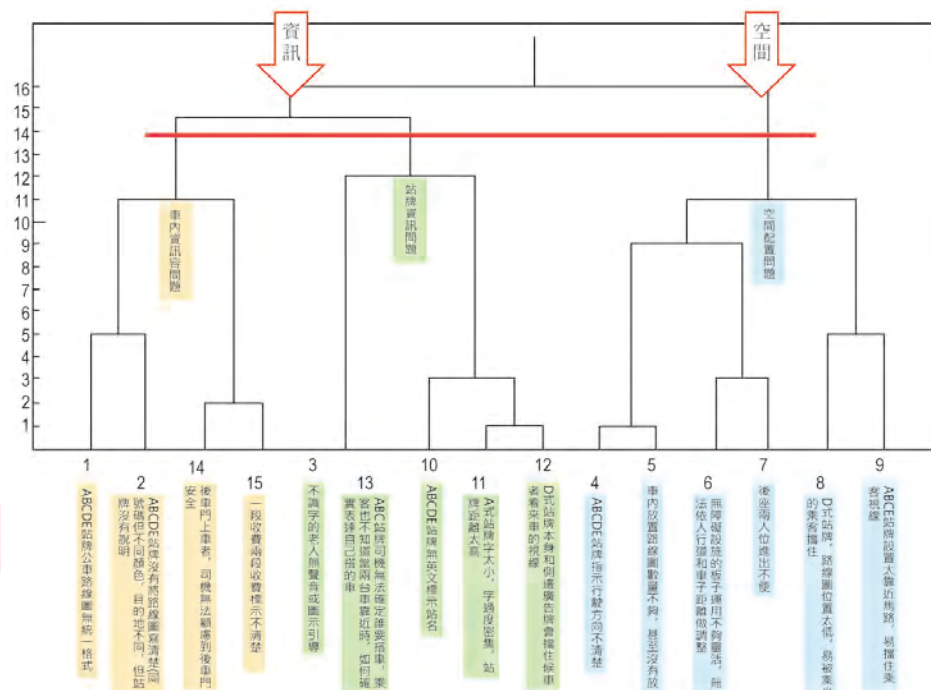 資訊
空間
16
15
14
13
12
11
10
9
8
7
6
5
4
3
2
1
車內資訊容問題
站牌資訊問題
空間配置問題
1
2
14
15
3
13
10
11
12
4
5
6
7
8
9
ABCDE站牌公車路線圖無統一格式
ABCDE站牌沒有將路線圖寫清楚(同
號碼但不同顏色，目的地不同，但站
牌沒有說明
後車門上車者，司機無法顧慮到後車門
安全
一段收費兩段收費標示不清楚
不識字的老人無聲音或圖示引導
ABC站牌司機無法確定誰要搭車，乘
客也不知道當兩台車靠近時，如何確
實表達自己搭的車
ABCDE站牌無英文標示站名
A式站牌字太小，字過度密集，站
牌距離太高
D式站牌本身和側邊廣告牌會擋住候車
者看來車的視線
ABCDE站牌指示行駛方向不清楚
車內放置路線圖數量不夠，甚至沒有放
無障礙設施的板子運用不夠靈活，無
法依人行道和車子距離做調整
後座兩人位進出不便
D式站牌，路線圖位置太低，易被乘坐
的乘客擋住
ABCE站牌設置太靠近馬路，易擋住乘
客視線